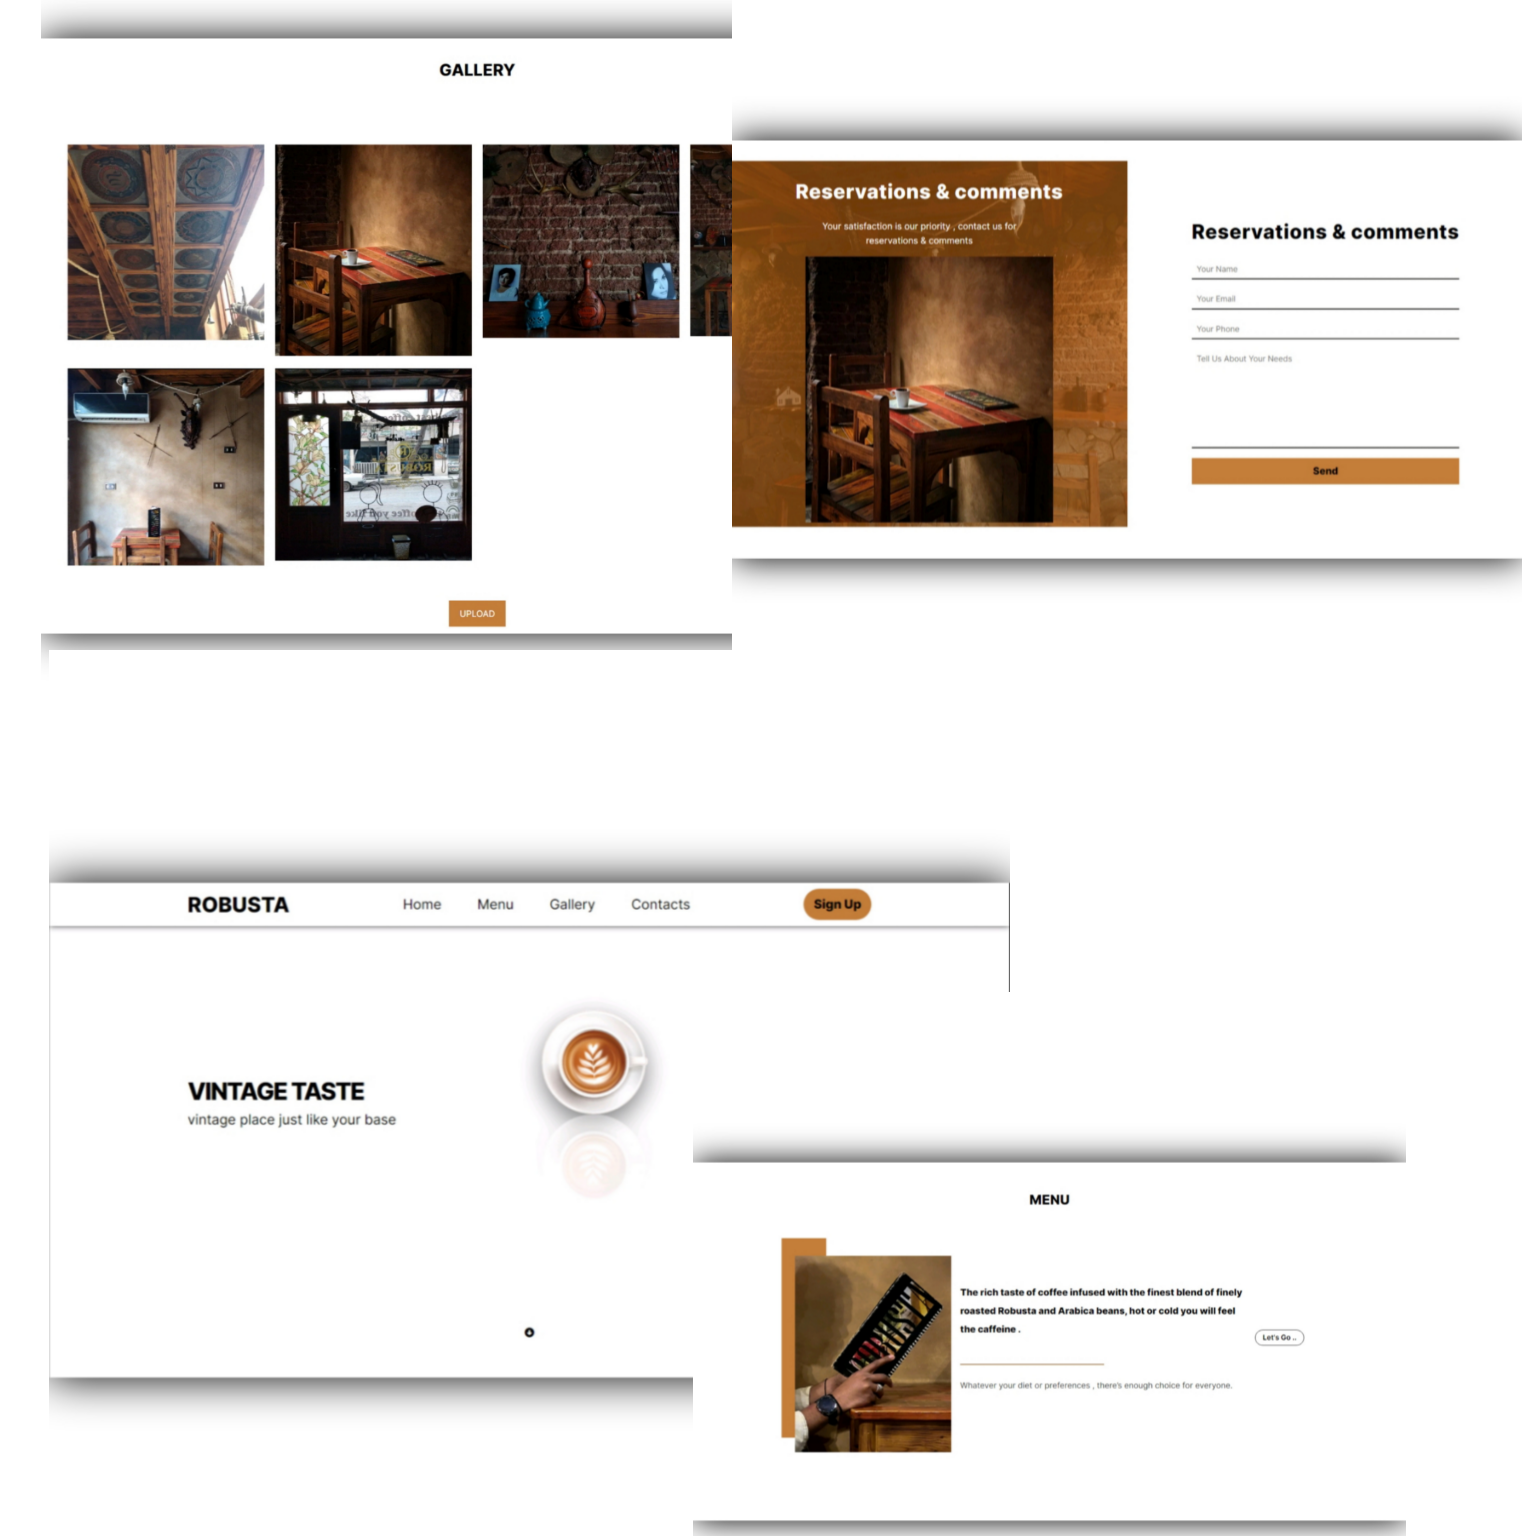 GALLERY
UPLOAD
Reservations & comments
Your satisfaction is our priority , contact us for
reservations & comments
Reservations & comments
Your Name
Your Email
Your Phone
Tell Us About Your Needs
Send
ROBUSTA
Home
Menu
Gallery
Contacts
Sign Up
VINTAGE TASTE
vintage place just like your base
MENU
The rich taste of coffee infused with the finest blend of finely
roasted Robusta and Arabica beans, hot or cold you will feel
the caffeine .
Let's Go ..
Whatever your diet or preferences , there's enough choice for everyone.